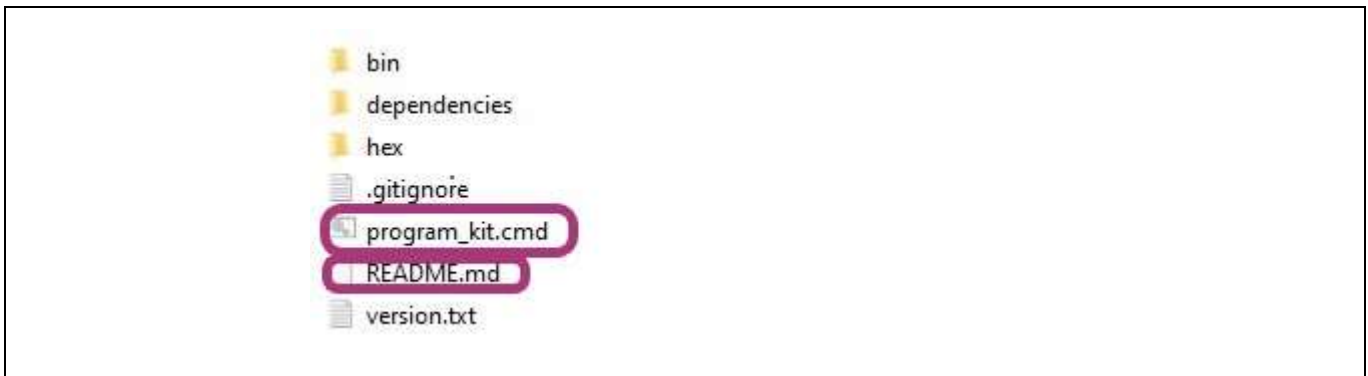 bin
dependencies
hex
.gitignore
program_kit.cmd
README.md
version.txt